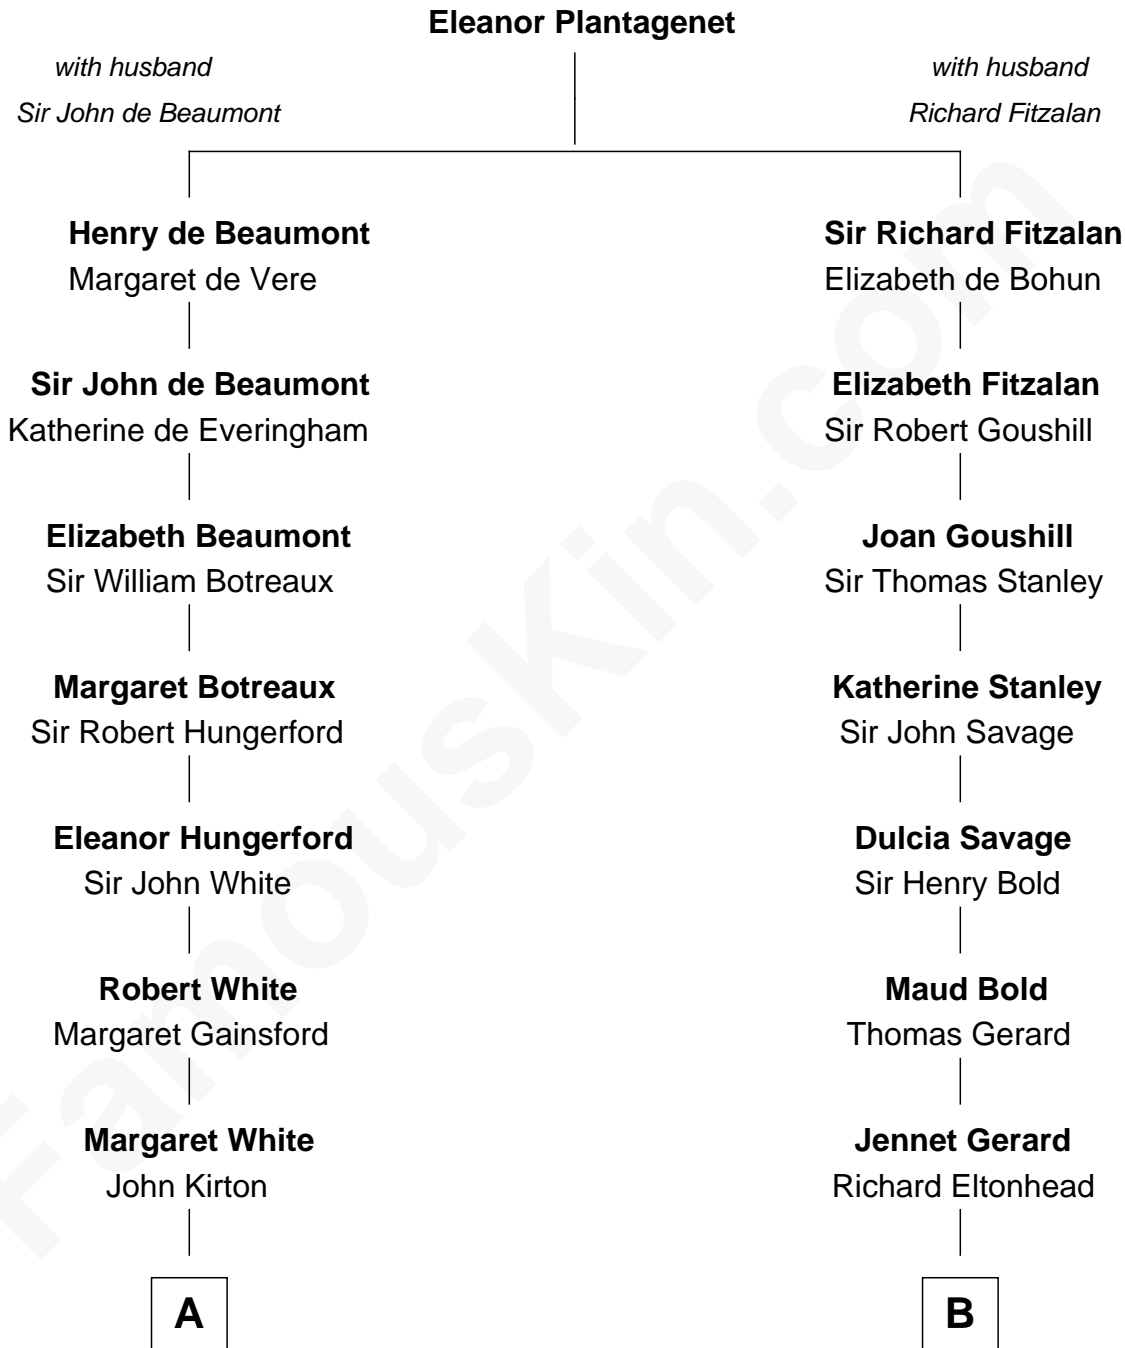 Eleanor Plantagenet
with husband
Sir John de Beaumont
with husband
Richard Fitzalan
Henry de Beaumont
Margaret de Vere
Sir Richard Fitzalan
Elizabeth de Bohun
Sir John de Beaumont
Katherine de Everingham
Elizabeth Fitzalan
Sir Robert Goushill
Elizabeth Beaumont
Sir William Botreaux
Joan Goushill
Sir Thomas Stanley
Margaret Botreaux
Sir Robert Hungerford
Katherine Stanley
Sir John Savage
Eleanor Hungerford
Sir John White
Dulcia Savage
Sir Henry Bold
Robert White
Margaret Gainsford
Maud Bold
Thomas Gerard
Margaret White
John Kirton
Jennet Gerard
Richard Eltonhead
A
B
FamousKin.com